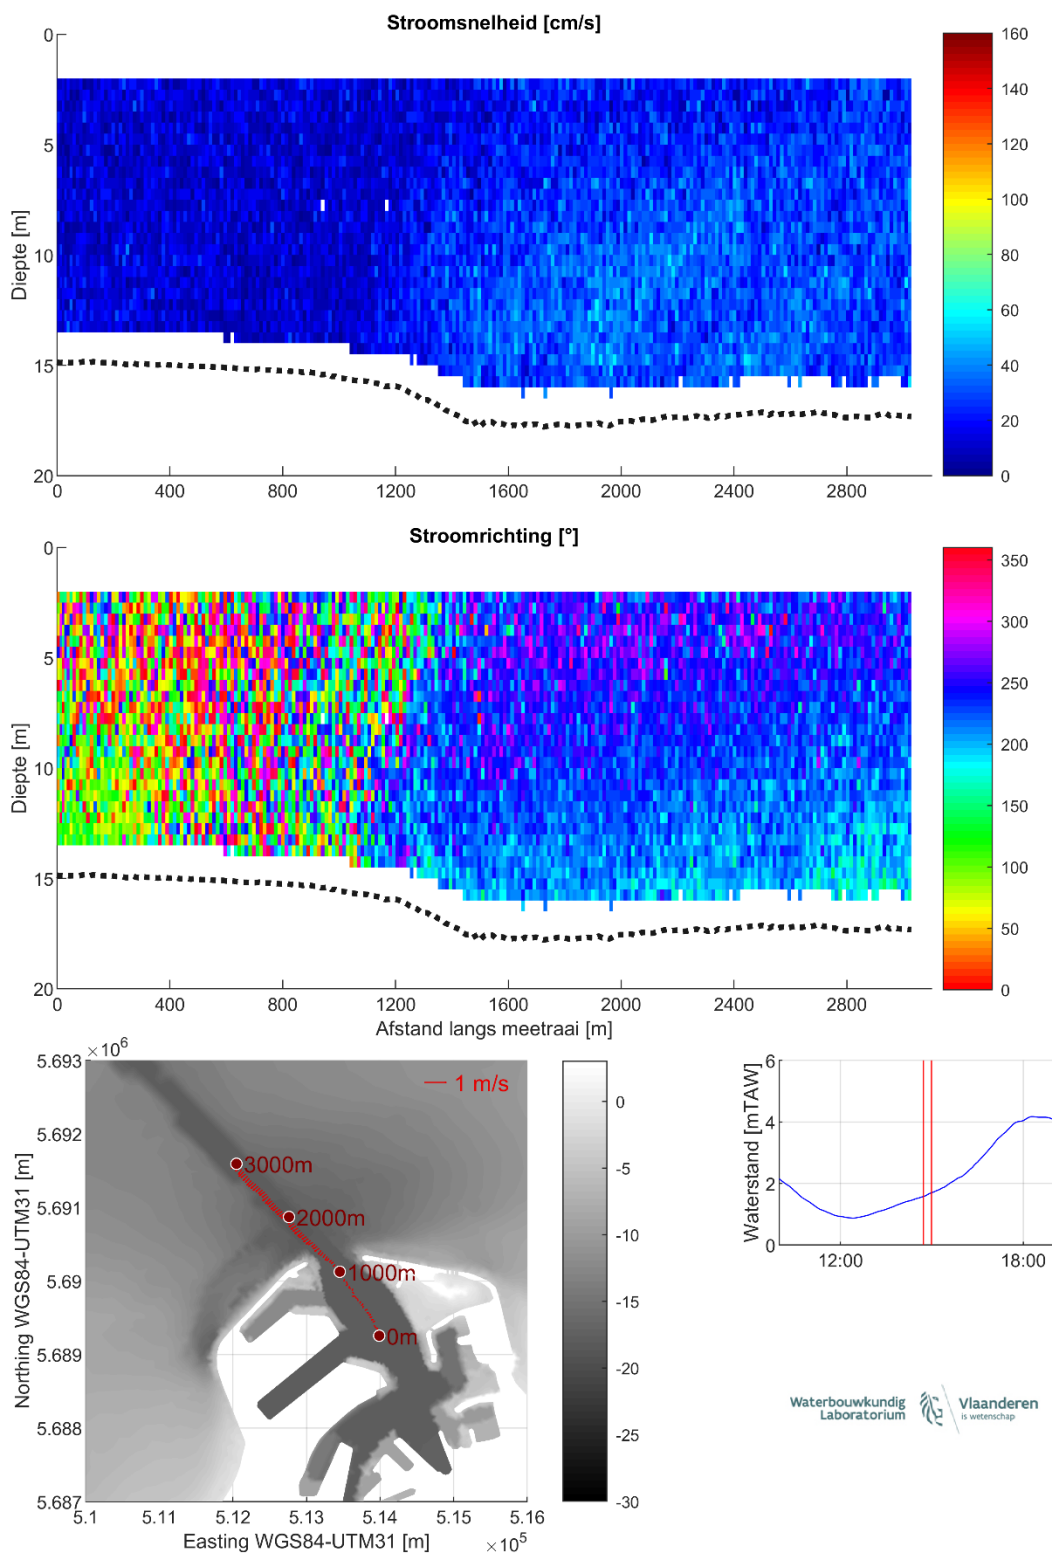 Stroomsnelheid [cm/s]
0
5
10
15
20
Diepte [m]
0 400 800 1200 1600 2000 2400 2800
160
140
120
100
80
60
40
20
0
Stroomrichting [°]
0
5
10
15
20
Diepte [m]
0 400 800 1200 1600 2000 2400 2800
Afstand langs meetraai [m]
350
300
250
200
150
100
50
0
×10⁶
5.693
5.692
5.691
5.69
5.689
5.688
5.687
Northing WGS84-UTM31 [m]
1 m/s
3000m
2000m
1000m
0m
5.1 5.11 5.12 5.13 5.14 5.15 5.16
Easting WGS84-UTM31 [m]
×10⁵
0
-5
-10
-15
-20
-25
-30
Waterstand [mTAW]
6
4
2
0
12:00 18:00
Waterbouwkundig
Laboratorium
Vlaanderen
is wetenschap